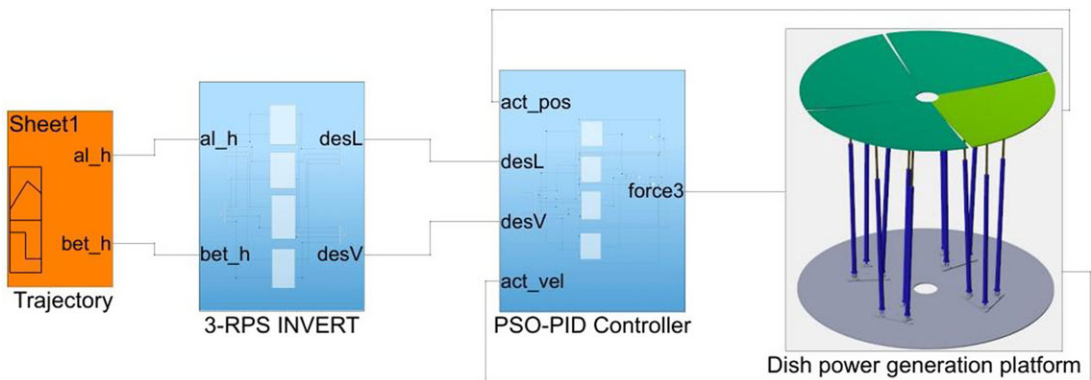 Sheet1
al_h
bet_h
Trajectory
al_h
bet_h
desL
desV
3-RPS INVERT
act_pos
desL
desV
act_vel
force3
PSO-PID Controller
Dish power generation platform